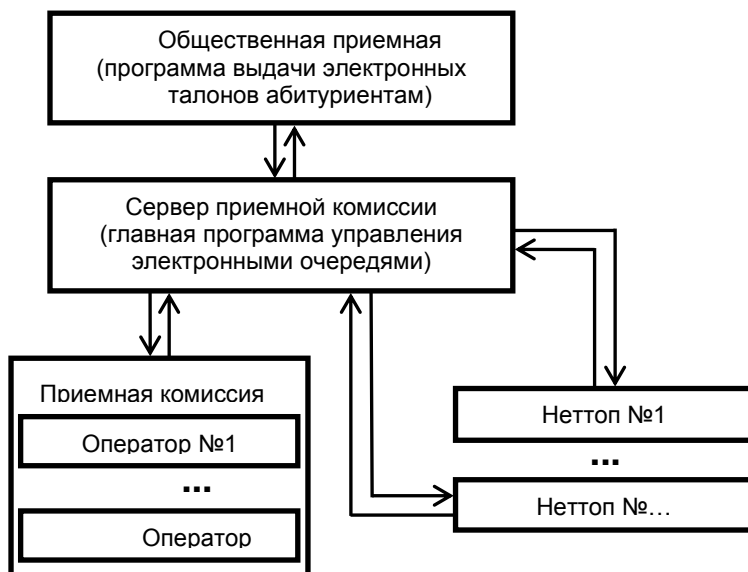 Общественная приемная
(программа выдачи электронных
талонов абитуриентам)
Сервер приемной комиссии
(главная программа управления
электронными очередями)
Приемная комиссия
Оператор №1
...
Оператор
Неттоп №1
...
Неттоп №…